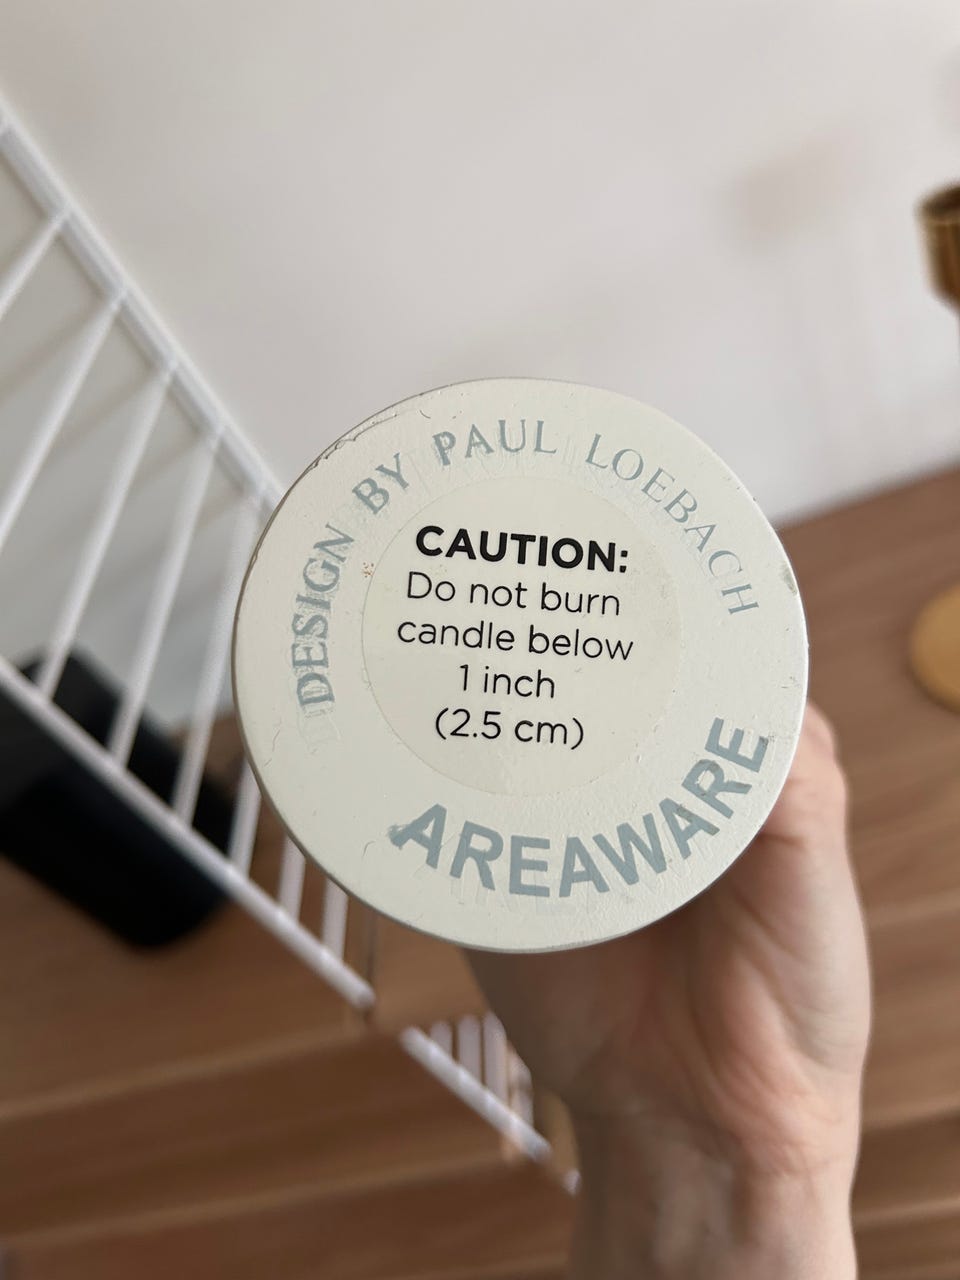 DESIGN BY PAUL LOEBACH
CAUTION:
Do not burn
candle below
1 inch
(2.5 cm)
AREAWARE